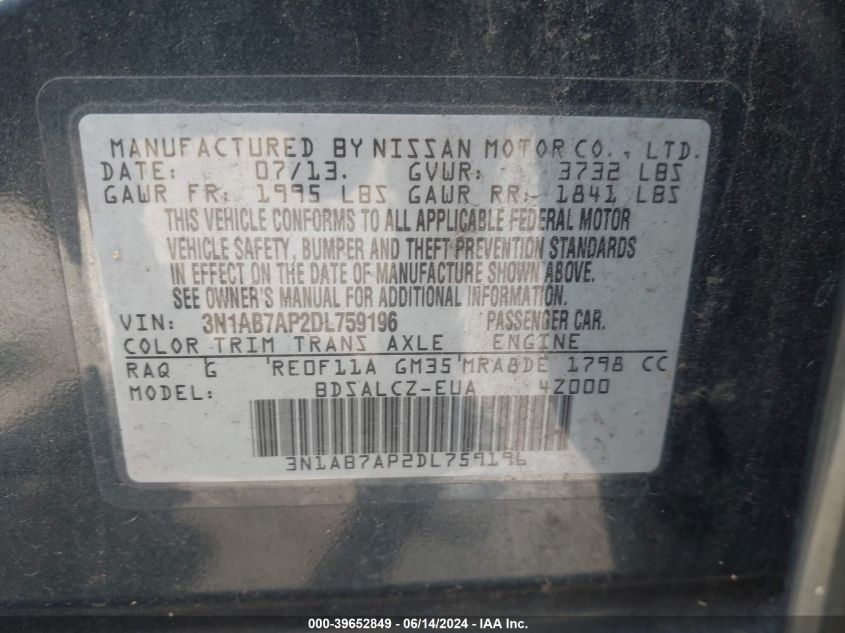 MANUFACTURED BY NISSAN MOTOR CO., LTD.
DATE: 07/13. GVWR: 3732 LBS
GAWR FR: 1995 LBS GAWR RR: 1841 LBS
THIS VEHICLE CONFORMS TO ALL APPLICABLE FEDERAL MOTOR
VEHICLE SAFETY, BUMPER AND THEFT PREVENTION STANDARDS
IN EFFECT ON THE DATE OF MANUFACTURE SHOWN ABOVE.
SEE OWNER'S MANUAL FOR ADDITIONAL INFORMATION.
VIN: 3N1AB7AP2DL759196 PASSENGER CAR.
COLOR TRIM TRANS AXLE ENGINE
RAQ G 'RE0F11A GM35'MRA8DE 1798 CC
MODEL: BDSALCZ-EUA 4Z000
3N1AB7AP2DL759196
000-39652849 - 06/14/2024 - IAA Inc.